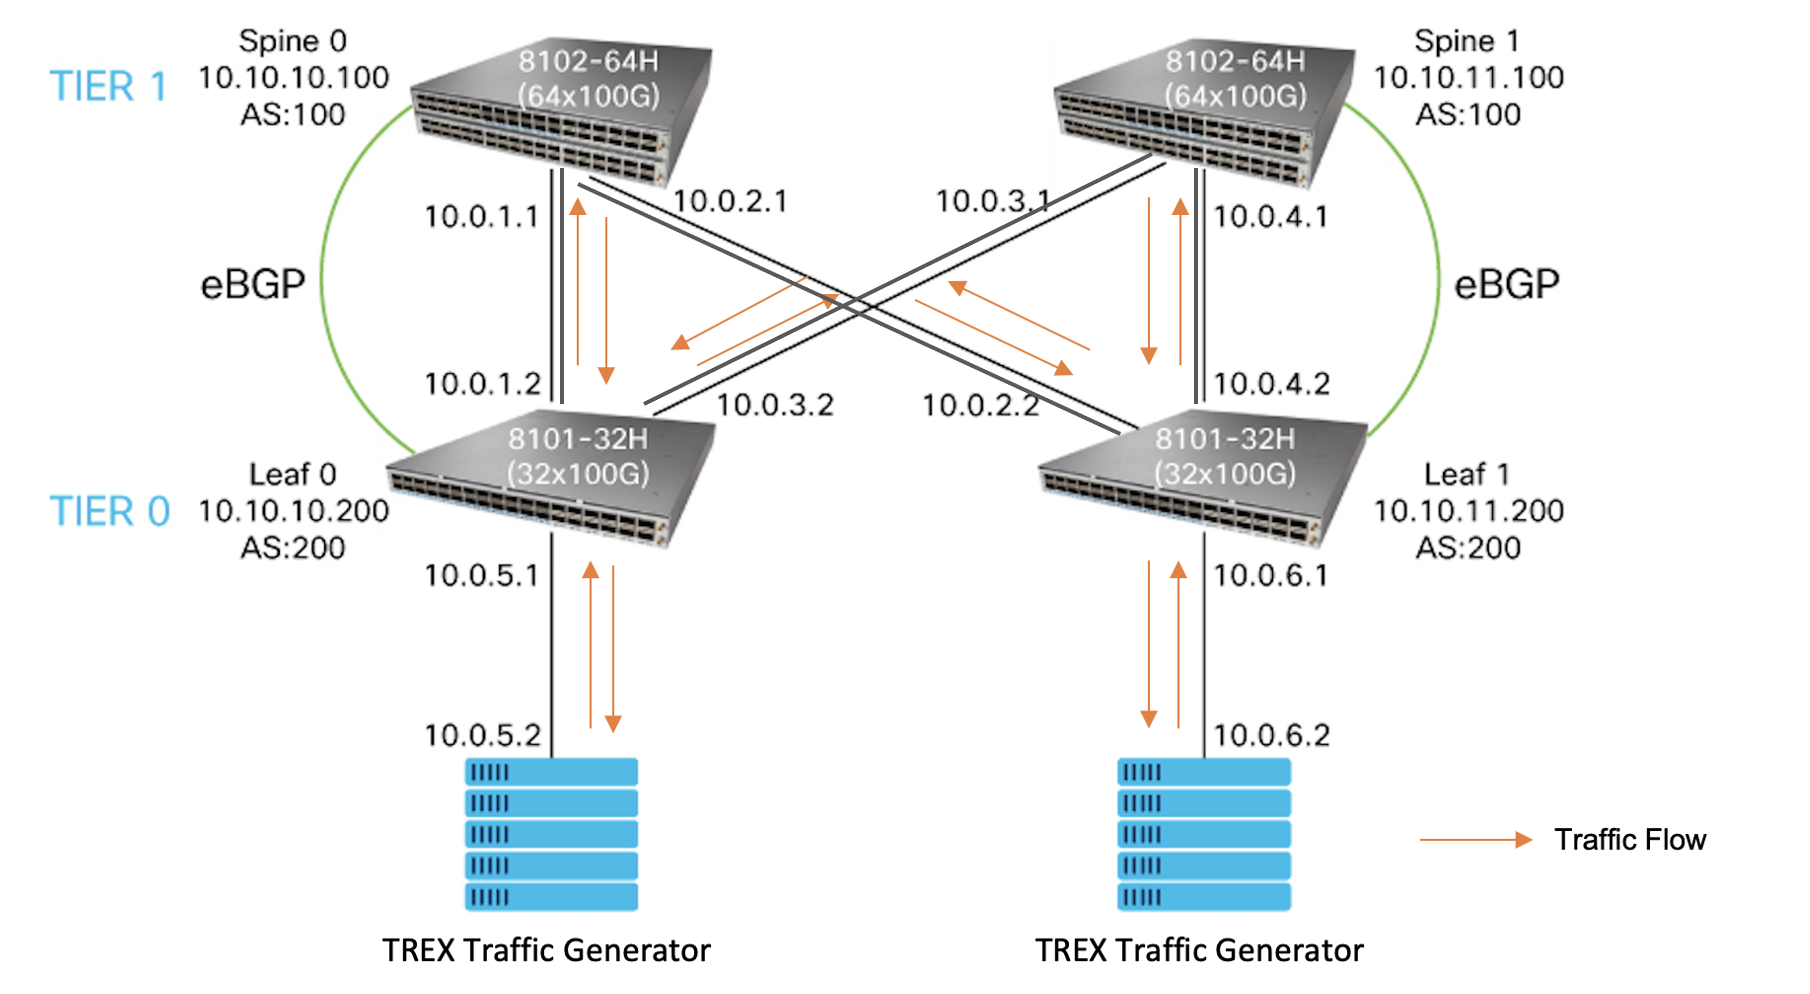 Spine 0
10.10.10.100
AS:100
TIER 1
8102-64H
(64x100G)
8102-64H
(64x100G)
Spine 1
10.10.11.100
AS:100
10.0.1.1
10.0.2.1
10.0.3.1
10.0.4.1
eBGP
eBGP
10.0.1.2
10.0.3.2
10.0.2.2
10.0.4.2
Leaf 0
10.10.10.200
AS:200
TIER 0
8101-32H
(32x100G)
8101-32H
(32x100G)
Leaf 1
10.10.11.200
AS:200
10.0.5.1
10.0.6.1
10.0.5.2
10.0.6.2
Traffic Flow
TREX Traffic Generator
TREX Traffic Generator